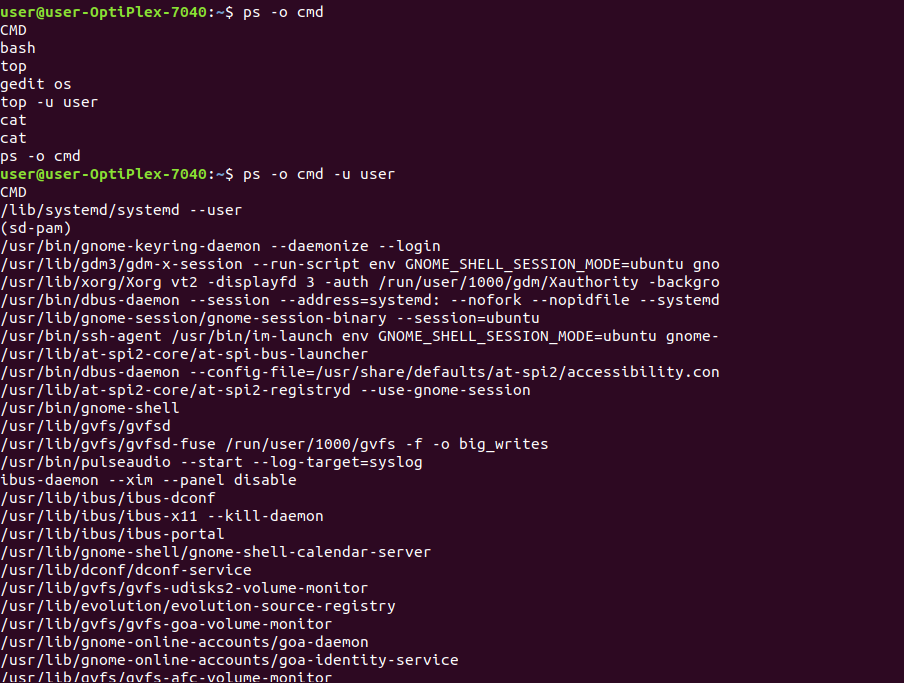 user@user-OptiPlex-7040:~$ ps -o cmd
CMD
bash
top
gedit os
top -u user
cat
cat
ps -o cmd
user@user-OptiPlex-7040:~$ ps -o cmd -u user
CMD
/lib/systemd/systemd --user
(sd-pam)
/usr/bin/gnome-keyring-daemon --daemonize --login
/usr/lib/gdm3/gdm-x-session --run-script env GNOME_SHELL_SESSION_MODE=ubuntu gno
/usr/lib/xorg/Xorg vt2 -displayfd 3 -auth /run/user/1000/gdm/Xauthority -backgro
/usr/bin/dbus-daemon --session --address=systemd: --nofork --nopidfile --systemd
/usr/lib/gnome-session/gnome-session-binary --session=ubuntu
/usr/bin/ssh-agent /usr/bin/im-launch env GNOME_SHELL_SESSION_MODE=ubuntu gnome-
/usr/lib/at-spi2-core/at-spi-bus-launcher
/usr/bin/dbus-daemon --config-file=/usr/share/defaults/at-spi2/accessibility.con
/usr/lib/at-spi2-core/at-spi2-registryd --use-gnome-session
/usr/bin/gnome-shell
/usr/lib/gvfs/gvfsd
/usr/lib/gvfs/gvfsd-fuse /run/user/1000/gvfs -f -o big_writes
/usr/bin/pulseaudio --start --log-target=syslog
ibus-daemon --xim --panel disable
/usr/lib/ibus/ibus-dconf
/usr/lib/ibus/ibus-x11 --kill-daemon
/usr/lib/ibus/ibus-portal
/usr/lib/gnome-shell/gnome-shell-calendar-server
/usr/lib/dconf/dconf-service
/usr/lib/gvfs/gvfs-udisks2-volume-monitor
/usr/lib/evolution/evolution-source-registry
/usr/lib/gvfs/gvfs-goa-volume-monitor
/usr/lib/gnome-online-accounts/goa-daemon
/usr/lib/gnome-online-accounts/goa-identity-service
/usr/lib/gvfs/gvfs-afc-volume-monitor